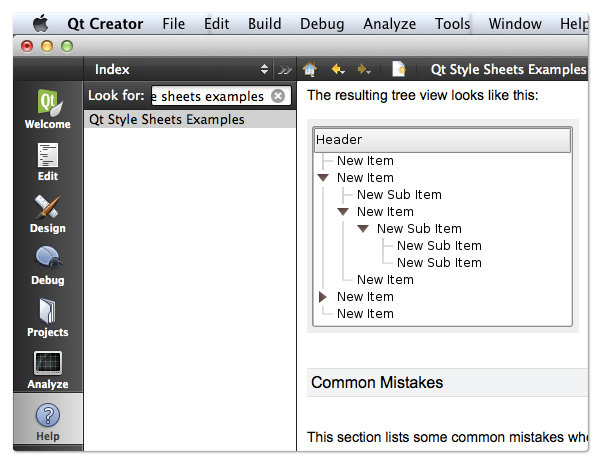 Qt Creator File Edit Build Debug Analyze Tools Window Help
Index
Qt Style Sheets Examples
Look for: e sheets examples
Qt Style Sheets Examples
Qt
Welcome
Edit
Design
Debug
Projects
Analyze
Help
The resulting tree view looks like this:
Header
New Item
New Item
New Sub Item
New Item
New Sub Item
New Sub Item
New Sub Item
New Item
New Item
New Item
Common Mistakes
This section lists some common mistakes whe